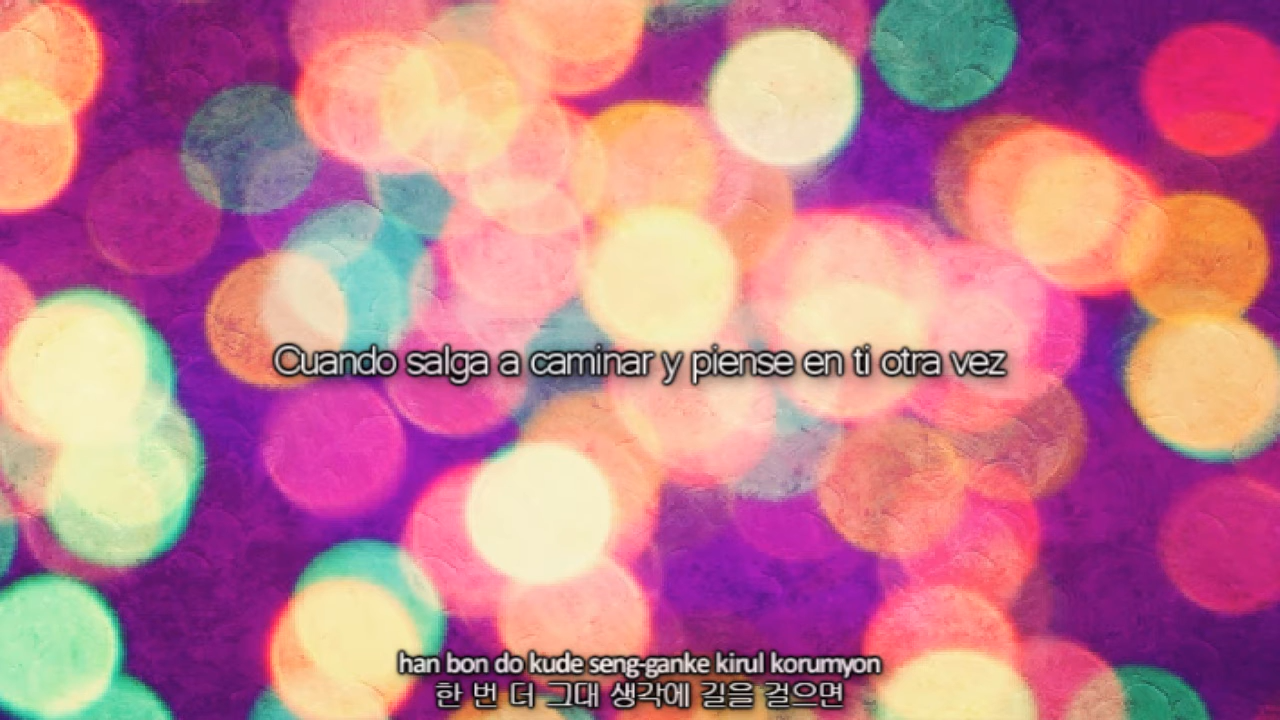 Cuando salga a caminar y piense en ti otra vez
han bon do kude seng-ganke kirul korumyon
한 번 더 그대 생각에 길을 걸으면